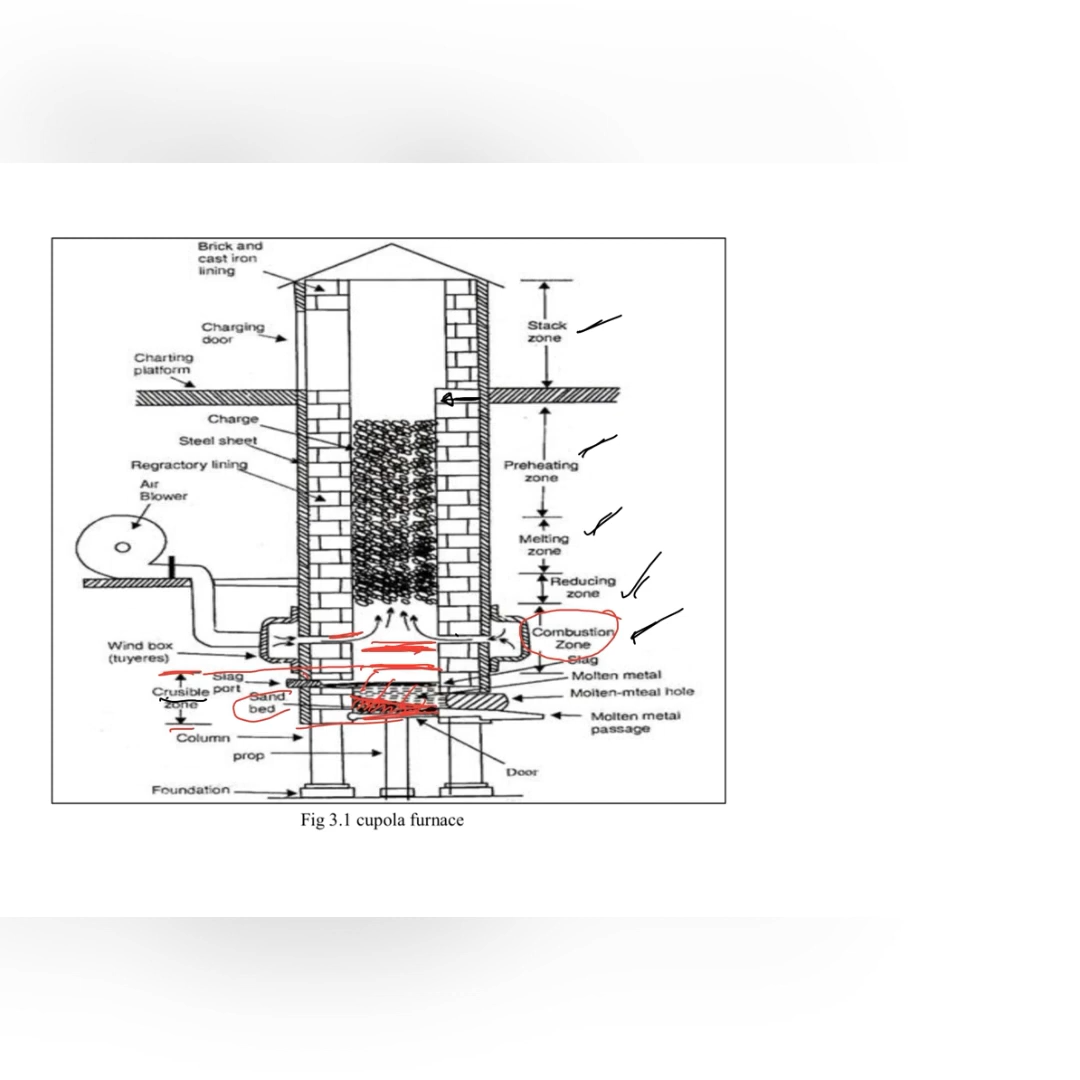 Brick and
cast iron
lining
Charging
door
Charting
platform
Charge
Steel sheet
Regractory lining
Air
Blower
Wind box
(tuyeres)
Slag
port
Crusible
zone
Sand
bed
Column
prop
Foundation
Stack
zone
Preheating
zone
Melting
zone
Reducing
zone
Combustion
Zone
Slag
Molten metal
Molten-mteal hole
Molten metal
passage
Door
Fig 3.1 cupola furnace